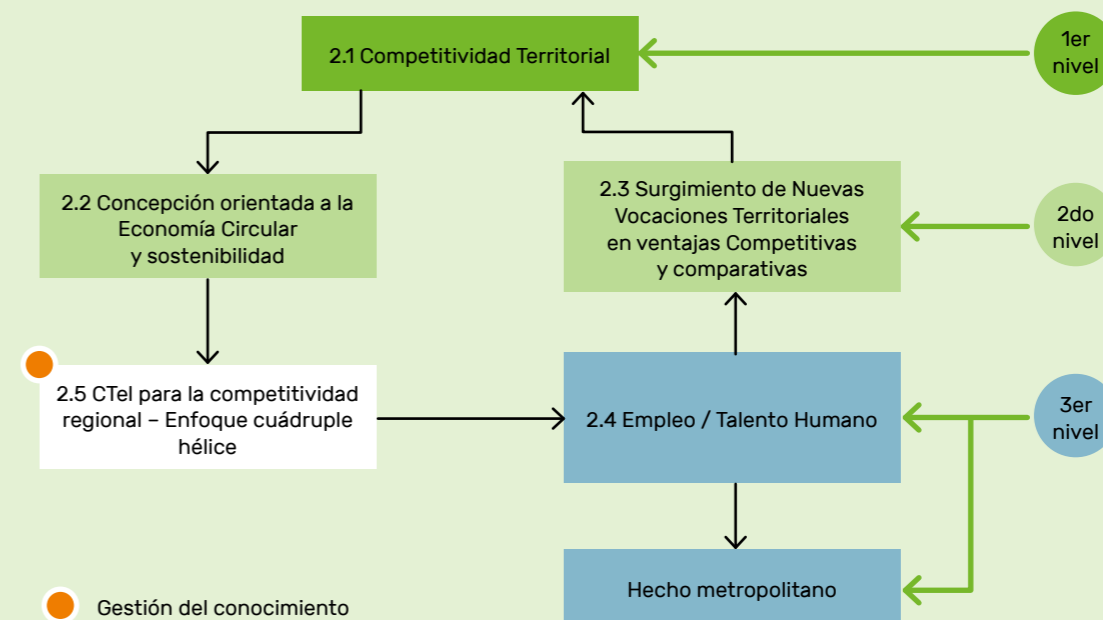 2.1 Competitividad Territorial
1er
nivel
2.2 Concepción orientada a la
Economía Circular
y sostenibilidad
2.3 Surgimiento de Nuevas
Vocaciones Territoriales
en ventajas Competitivas
y comparativas
2do
nivel
2.5 CTeI para la competitividad
regional – Enfoque cuádruple
hélice
2.4 Empleo / Talento Humano
3er
nivel
Hecho metropolitano
Gestión del conocimiento